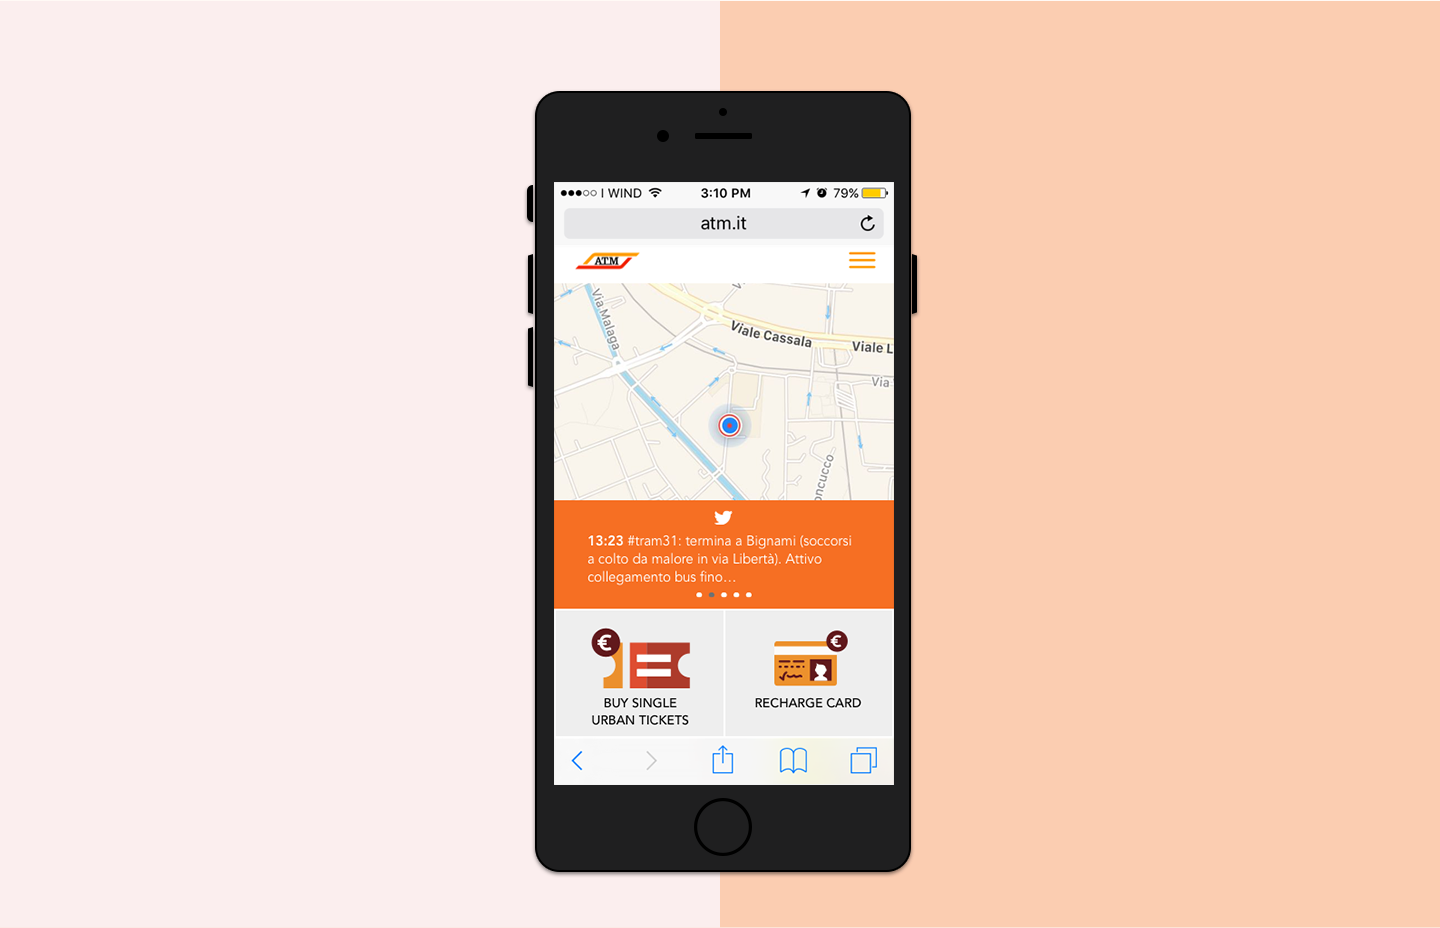 I WIND
3:10 PM
79%
atm.it
ATM
Via Malaga
Viale Cassala
Viale L
Via
oncucco
13:23 #tram31: termina a Bignami (soccorsi
a colto da malore in via Libertà). Attivo
collegamento bus fino...
€
€
BUY SINGLE
URBAN TICKETS
RECHARGE CARD